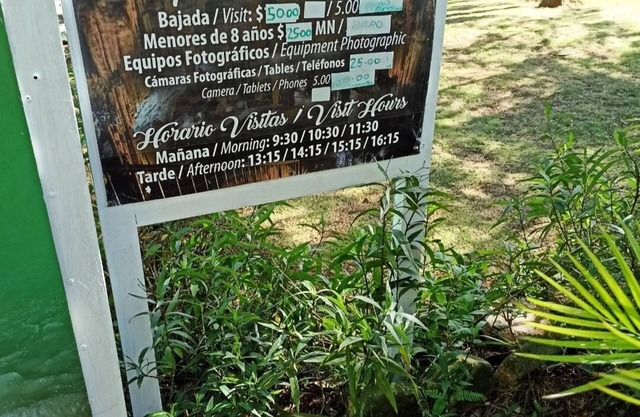 Bajada / Visit: $ 5000 / 5.00
Menores de 8 años $ 2500 MN /
Equipos Fotográficos / Equipment Photographic
Cámaras Fotográficas / Tables / Teléfonos 25.00
Camera / Tablets / Phones 5.00
Horario Visitas / Visit Hours
Mañana / Morning: 9:30 / 10:30 / 11:30
Tarde / Afternoon: 13:15 / 14:15 / 15:15 / 16:15